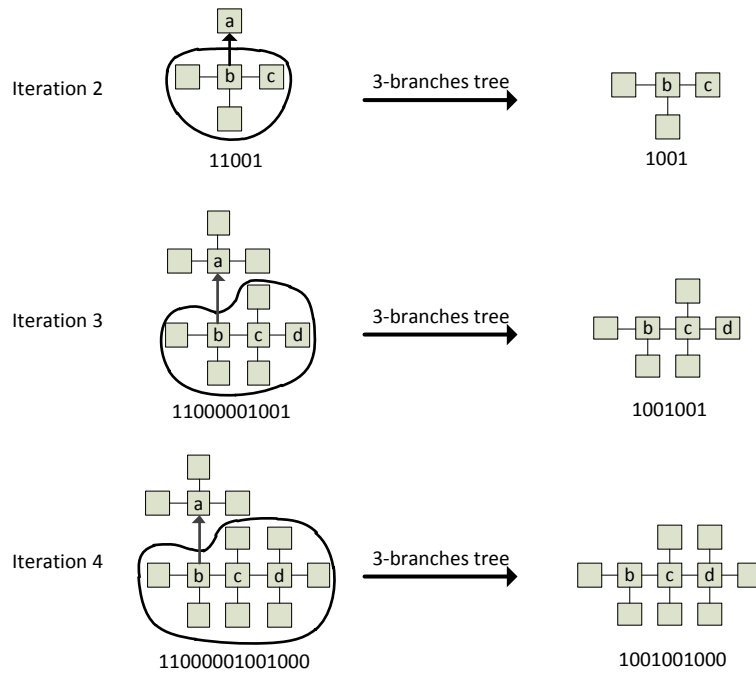 a
Iteration 2
b c
3-branches tree
b c
11001
1001
a
Iteration 3
b c d
3-branches tree
b c d
11000001001
1001001
a
Iteration 4
b c d
3-branches tree
b c d
11000001001000
1001001000